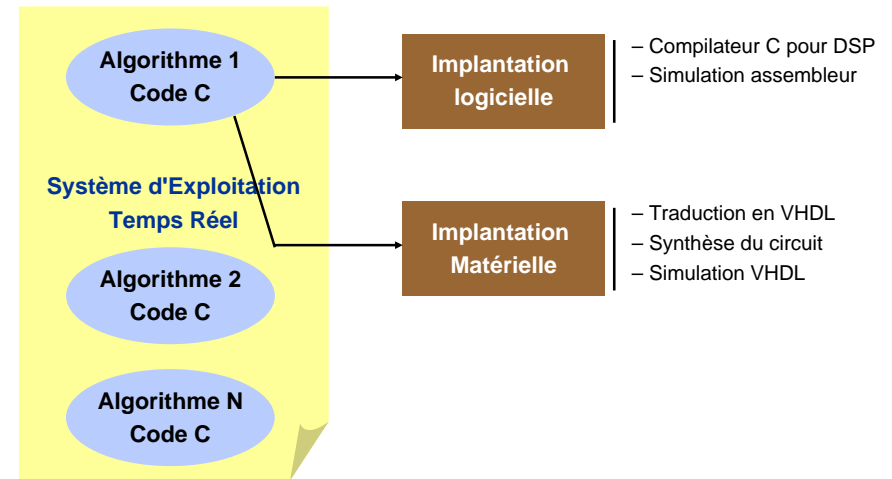 Algorithme 1
Code C
Système d'Exploitation
Temps Réel
Algorithme 2
Code C
Algorithme N
Code C
Implantation
logicielle
– Compilateur C pour DSP
– Simulation assembleur
Implantation
Matérielle
– Traduction en VHDL
– Synthèse du circuit
– Simulation VHDL